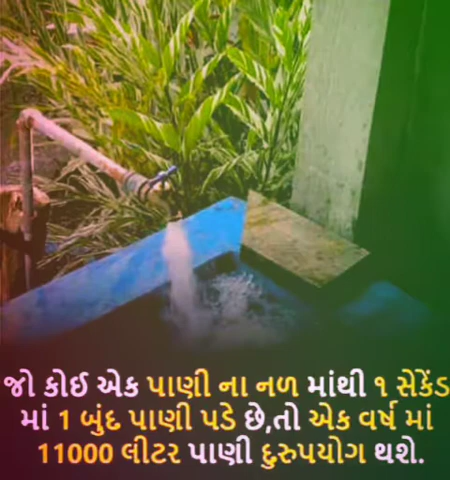 જો કોઈ એક પાણી ના નળ માંથી ૧ સેકેંડ
માં 1 બુંદ પાણી પડે છે,તો એક વર્ષ માં
11000 લીટર પાણી દુરુપયોગ થશે.